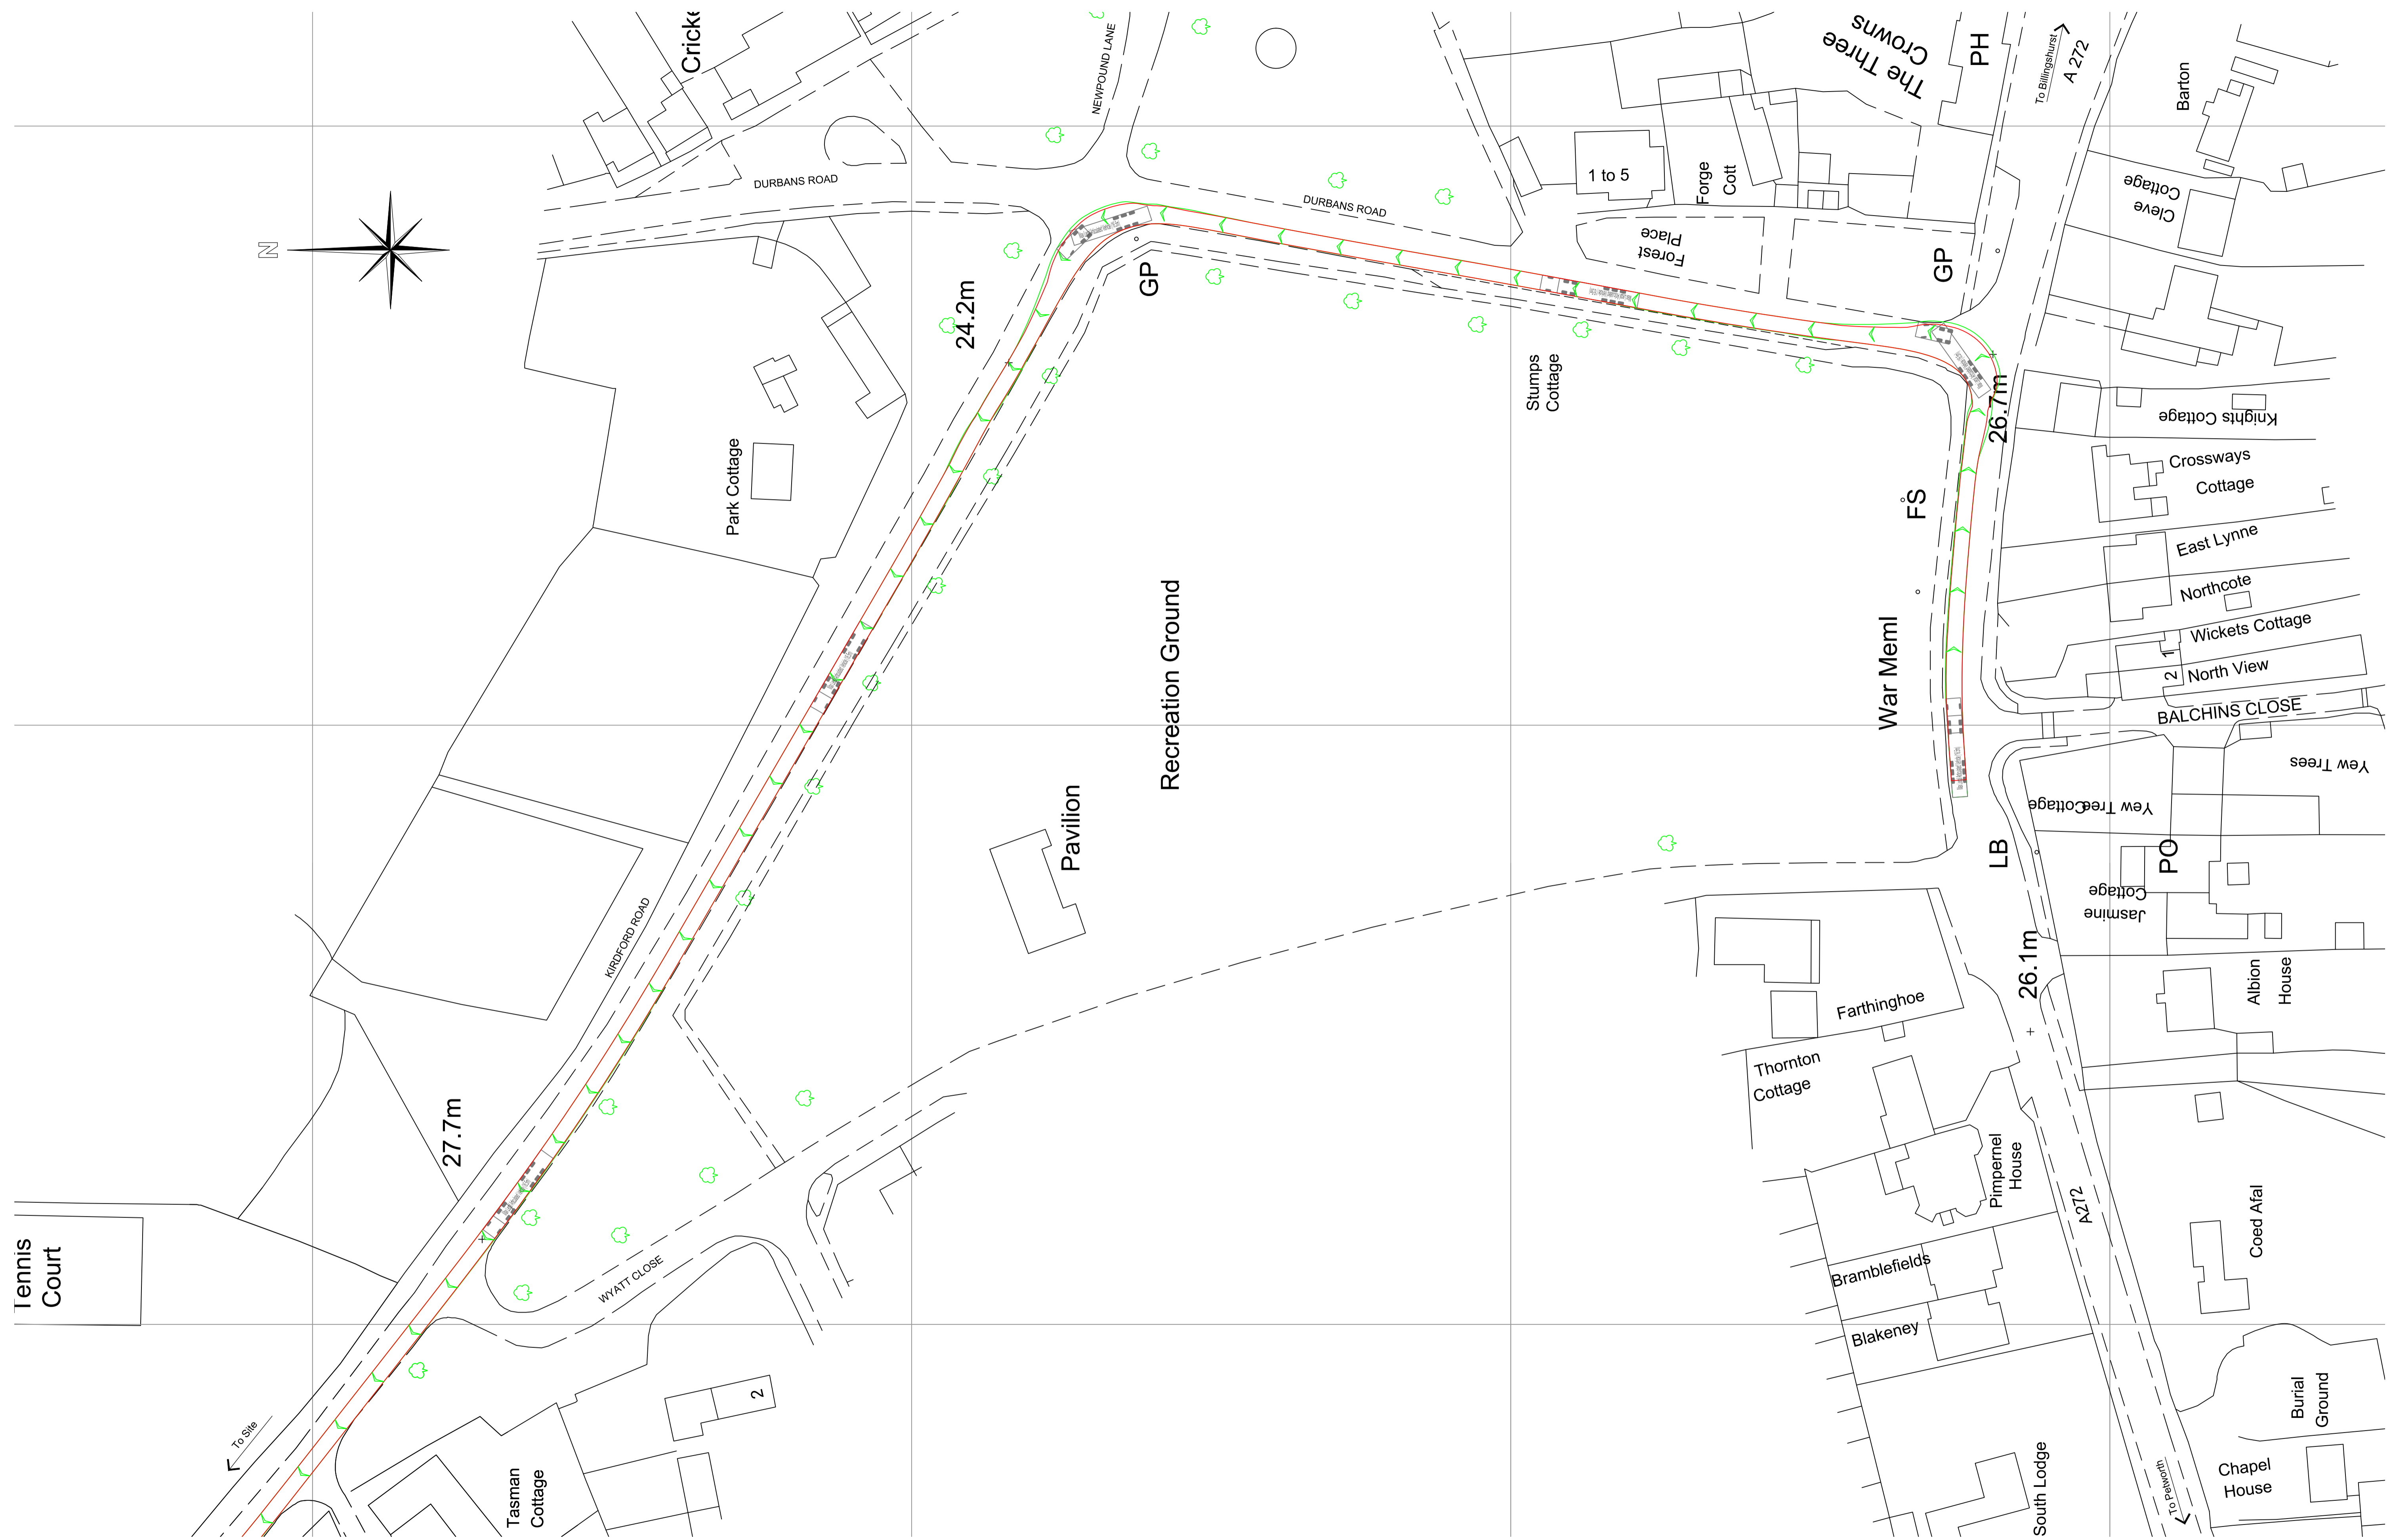 Cricke
NEWPOUND LANE
The Three
Crowns
PH
To Billingshurst
A 272
Barton
DURBANS ROAD
1 to 5
Forge
Cott
DURBANS ROAD
Cleve
Cottage
N
Forest
Place
GP
GP
24.2m
Stumps
Cottage
26.7m
Knights Cottage
Park Cottage
Crossways
Cottage
FS
East Lynne
Northcote
Recreation Ground
War Meml
Wickets Cottage
1
2
North View
BALCHINS CLOSE
Yew Trees
Yew Tree
Cottage
Pavilion
LB
PO
Jasmine
Cottage
KIRDFORD ROAD
26.1m
Albion
House
Farthinghoe
Thornton
Cottage
27.7m
Pimpernel
House
A272
Coed Afal
Tennis
Court
WYATT CLOSE
Bramblefields
Blakeney
2
Burial
Ground
To Site
Tasman
Cottage
South Lodge
To Petworth
Chapel
House